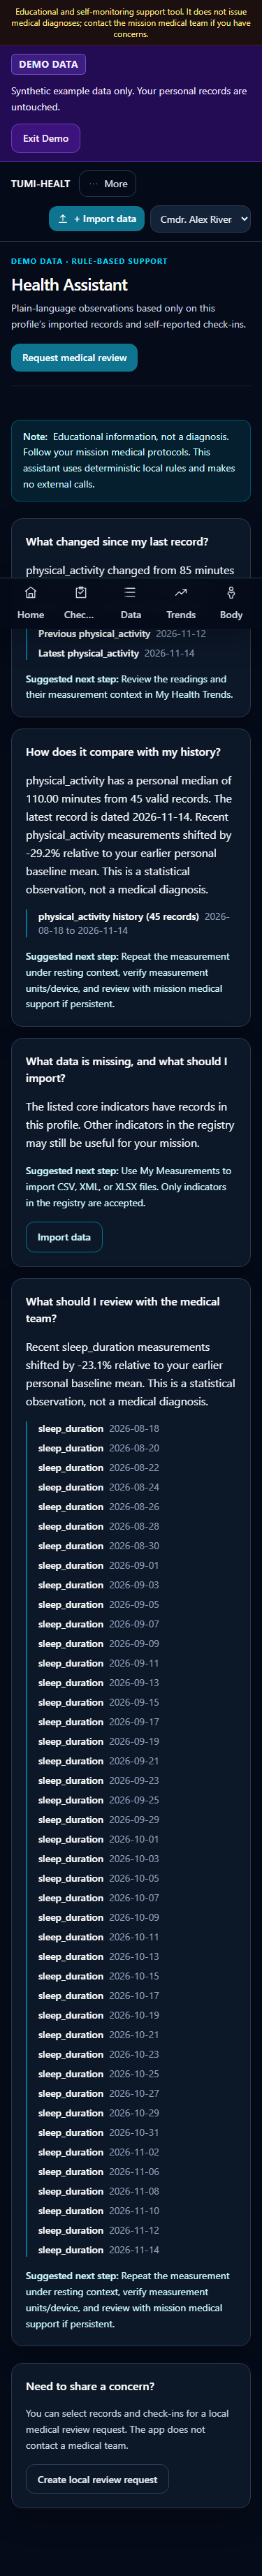 Educational and self-monitoring support tool. It does not issue
medical diagnoses; contact the mission medical team if you have
concerns.
DEMO DATA
Synthetic example data only. Your personal records are
untouched.
Exit Demo
TUMI-HEALT
··· More
+ Import data
Cmdr. Alex River
DEMO DATA · RULE-BASED SUPPORT
Health Assistant
Plain-language observations based only on this
profile's imported records and self-reported check-ins.
Request medical review
Note: Educational information, not a diagnosis.
Follow your mission medical protocols. This
assistant uses deterministic local rules and makes
no external calls.
What changed since my last record?
physical_activity changed from 85 minutes
Home
Chec...
Data
Trends
Body
Previous physical_activity 2026-11-12
Latest physical_activity 2026-11-14
Suggested next step: Review the readings and
their measurement context in My Health Trends.
How does it compare with my history?
physical_activity has a personal median of
110.00 minutes from 45 valid records. The
latest record is dated 2026-11-14. Recent
physical_activity measurements shifted by
-29.2% relative to your earlier personal
baseline mean. This is a statistical
observation, not a medical diagnosis.
physical_activity history (45 records) 2026-
08-18 to 2026-11-14
Suggested next step: Repeat the measurement
under resting context, verify measurement
units/device, and review with mission medical
support if persistent.
What data is missing, and what should I
import?
The listed core indicators have records in
this profile. Other indicators in the registry
may still be useful for your mission.
Suggested next step: Use My Measurements to
import CSV, XML, or XLSX files. Only indicators
in the registry are accepted.
Import data
What should I review with the medical
team?
Recent sleep_duration measurements
shifted by -23.1% relative to your earlier
personal baseline mean. This is a statistical
observation, not a medical diagnosis.
sleep_duration 2026-08-18
sleep_duration 2026-08-20
sleep_duration 2026-08-22
sleep_duration 2026-08-24
sleep_duration 2026-08-26
sleep_duration 2026-08-28
sleep_duration 2026-08-30
sleep_duration 2026-09-01
sleep_duration 2026-09-03
sleep_duration 2026-09-05
sleep_duration 2026-09-07
sleep_duration 2026-09-09
sleep_duration 2026-09-11
sleep_duration 2026-09-13
sleep_duration 2026-09-15
sleep_duration 2026-09-17
sleep_duration 2026-09-19
sleep_duration 2026-09-21
sleep_duration 2026-09-23
sleep_duration 2026-09-25
sleep_duration 2026-09-29
sleep_duration 2026-10-01
sleep_duration 2026-10-03
sleep_duration 2026-10-05
sleep_duration 2026-10-07
sleep_duration 2026-10-09
sleep_duration 2026-10-11
sleep_duration 2026-10-13
sleep_duration 2026-10-15
sleep_duration 2026-10-17
sleep_duration 2026-10-19
sleep_duration 2026-10-21
sleep_duration 2026-10-23
sleep_duration 2026-10-25
sleep_duration 2026-10-27
sleep_duration 2026-10-29
sleep_duration 2026-10-31
sleep_duration 2026-11-02
sleep_duration 2026-11-06
sleep_duration 2026-11-08
sleep_duration 2026-11-10
sleep_duration 2026-11-12
sleep_duration 2026-11-14
Suggested next step: Repeat the measurement
under resting context, verify measurement
units/device, and review with mission medical
support if persistent.
Need to share a concern?
You can select records and check-ins for a local
medical review request. The app does not
contact a medical team.
Create local review request